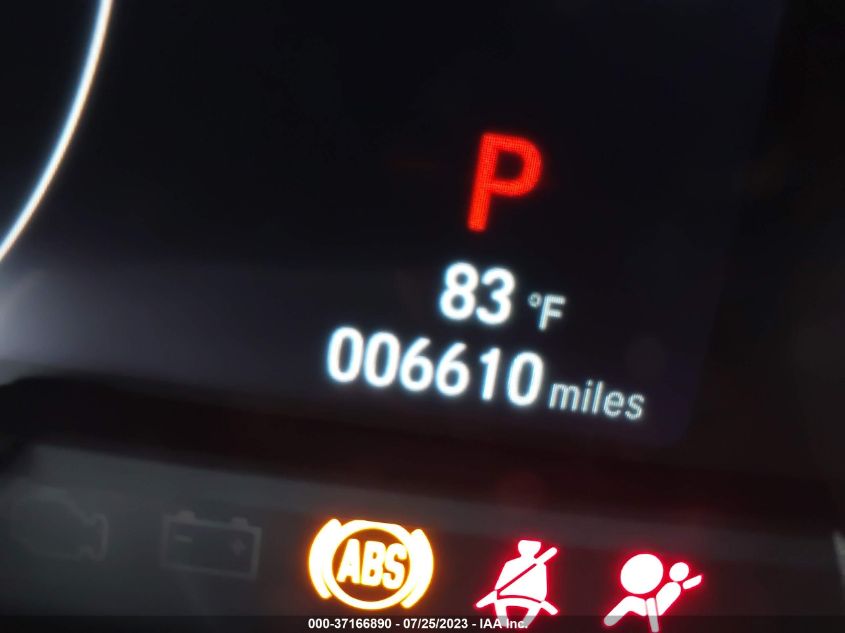 P
83 °F
006610 miles
ABS
000-37166890 - 07/25/2023 - IAA Inc.